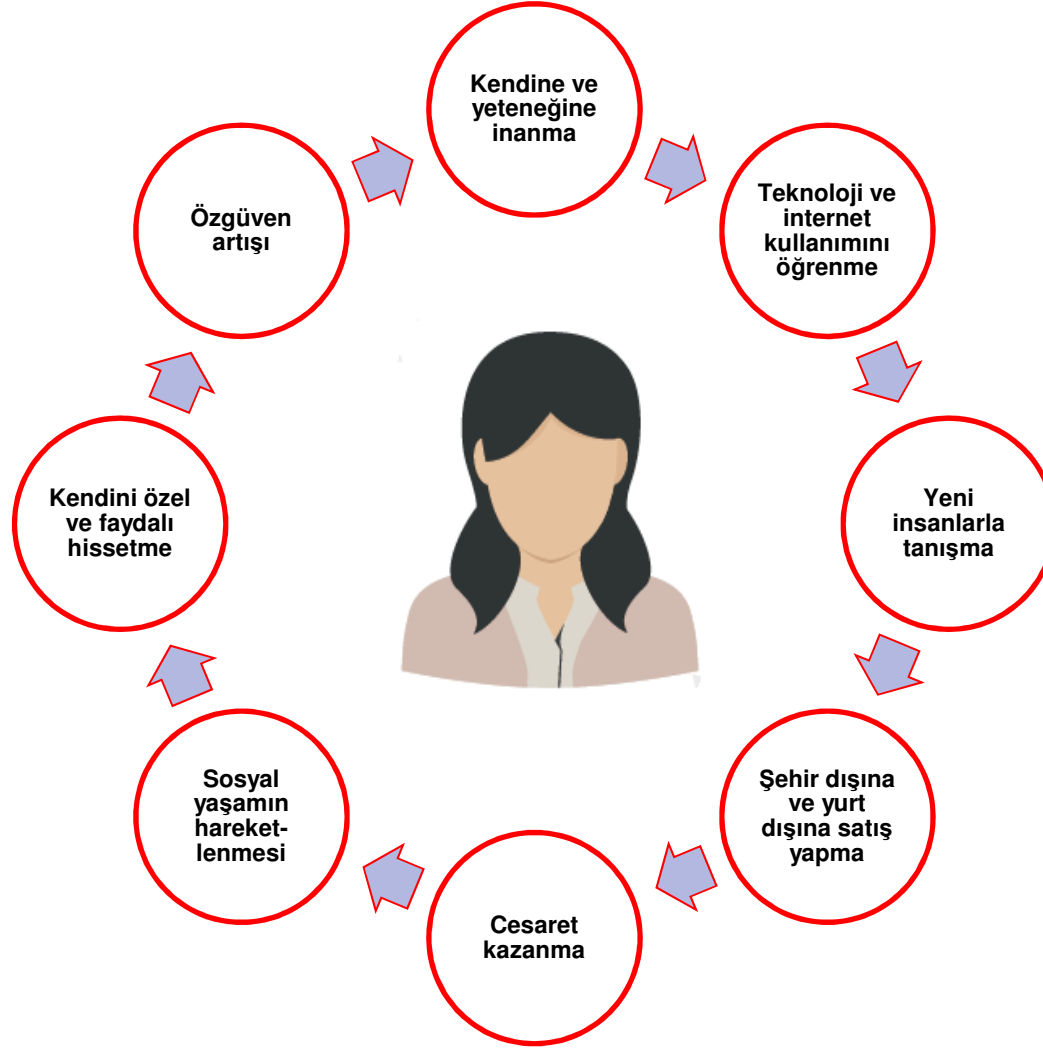 Kendine ve
yeteneğine
inanma
Teknoloji ve
internet
kullanımını
öğrenme
Yeni
insanlarla
tanışma
Şehir dışına
ve yurt
dışına satış
yapma
Cesaret
kazanma
Sosyal
yaşamın
hareket-
lenmesi
Kendini özel
ve faydalı
hissetme
Özgüven
artışı